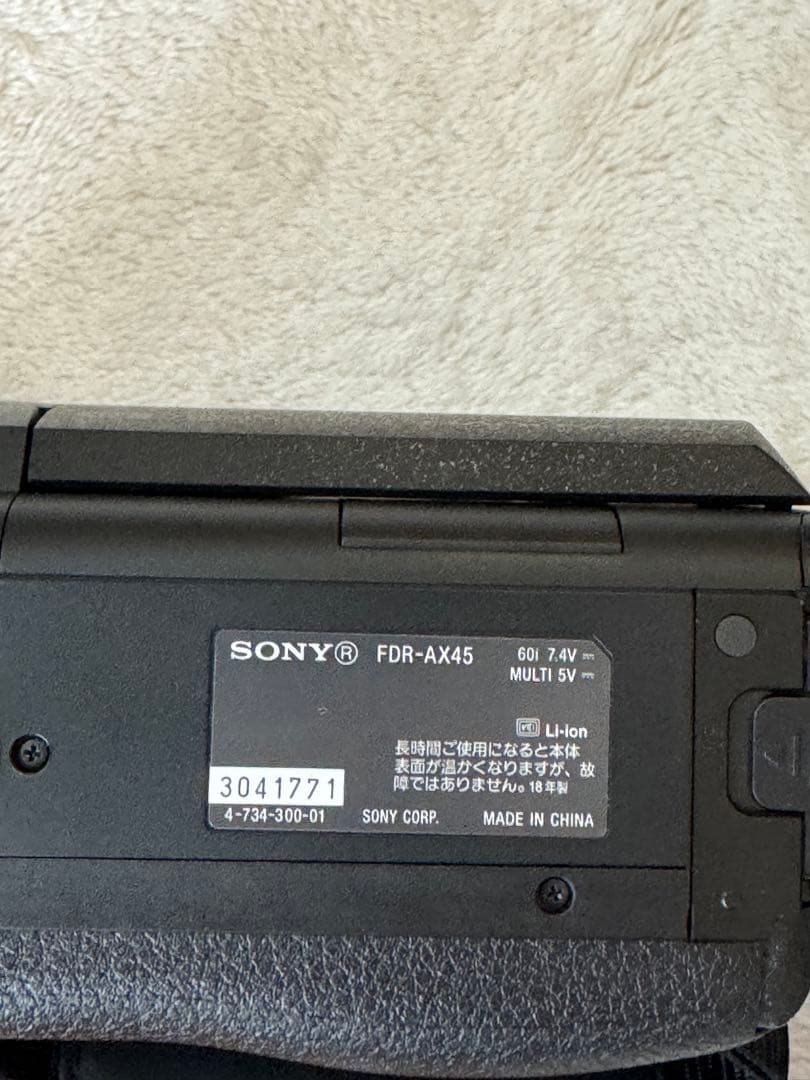 SONY® FDR-AX45 60i 7.4V ⎓
MULTI 5V ⎓
Li-ion
長時間ご使用になると本体
表面が温かくなりますが、故
障ではありません。18年製
3041771
4-734-300-01 SONY CORP. MADE IN CHINA